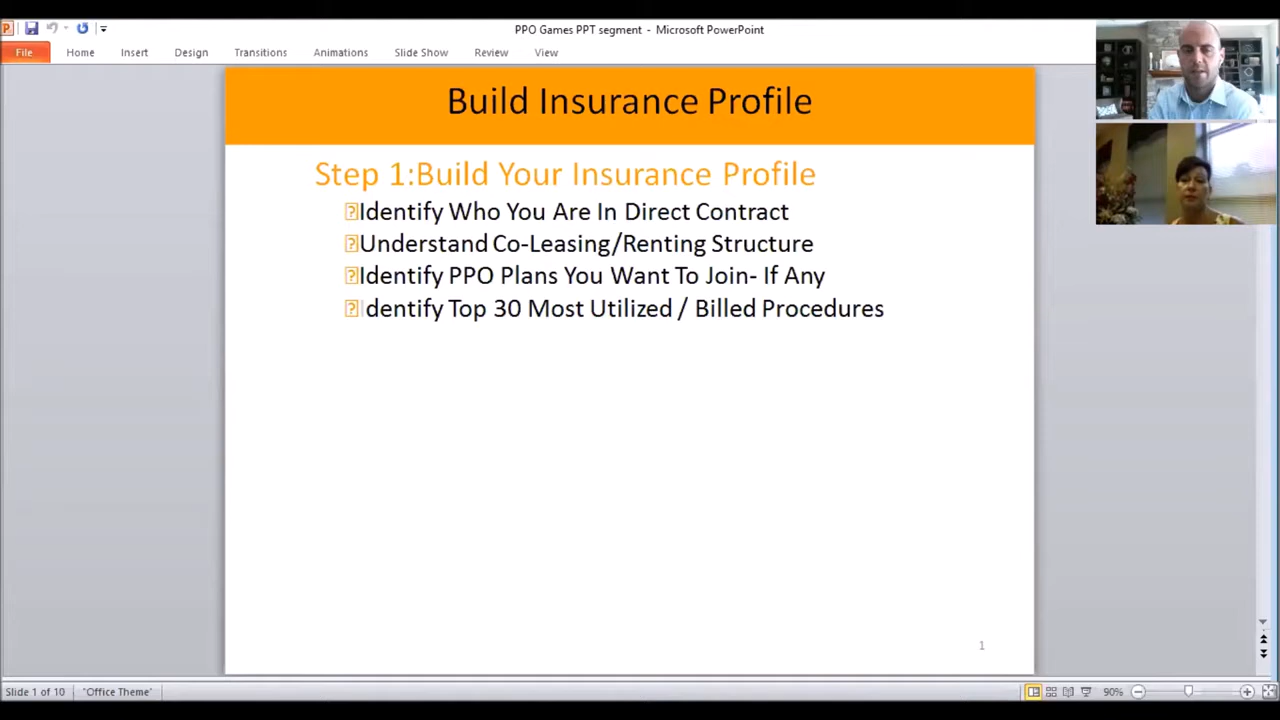 PPO Games PPT segment - Microsoft PowerPoint
File Home Insert Design Transitions Animations Slide Show Review View
Build Insurance Profile
Step 1:Build Your Insurance Profile
Identify Who You Are In Direct Contract
Understand Co-Leasing/Renting Structure
Identify PPO Plans You Want To Join- If Any
Identify Top 30 Most Utilized / Billed Procedures
1
Slide 1 of 10 "Office Theme" 90%